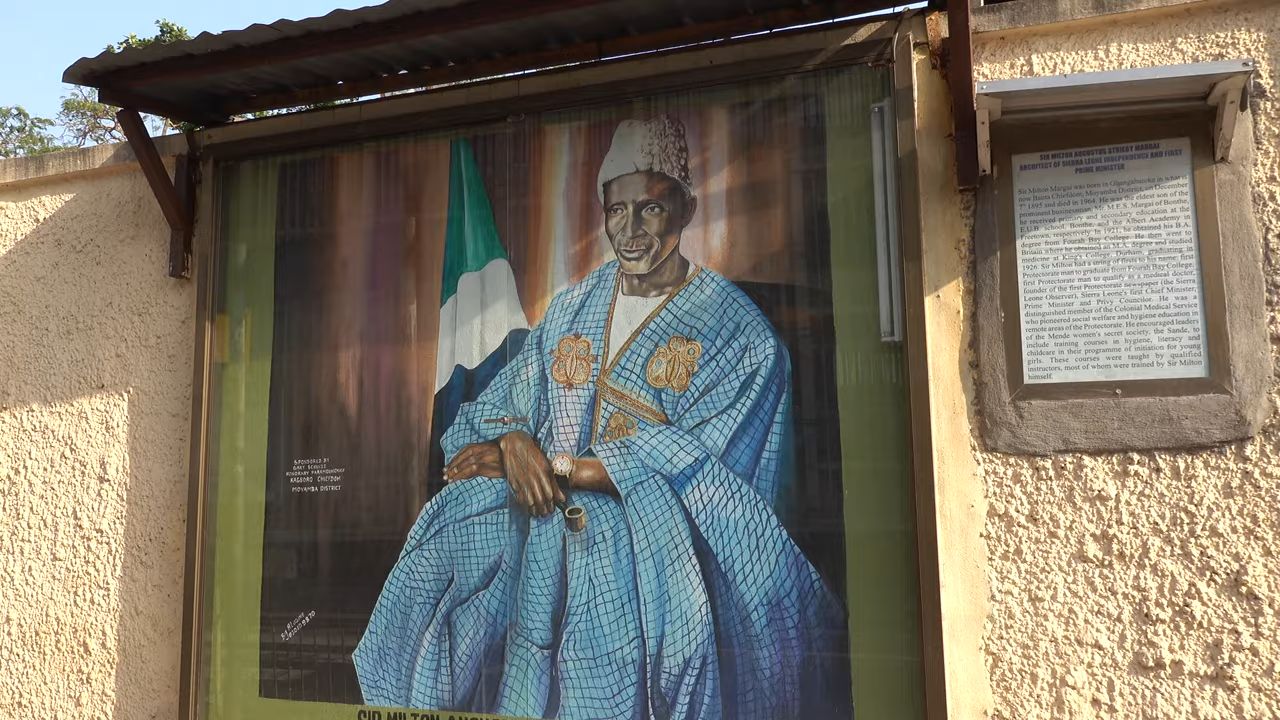 SPONSORED BY
GARY SCHULZE
HONORARY PARAMOUNT
KAGBORO CHIEFDOM
MOYAMBA DISTRICT
SIR MILTON
SIR MILTON AUGUSTUS STRIEBY MARGAI
ARCHITECT OF SIERRA LEONE INDEPENDENCE AND FIRST
PRIME MINISTER
Sir Milton Margai was born in Gbangbatoke in what is
now Banta Chiefdom, Moyamba District, on December
7th 1895 and died in 1964. He was the eldest son of the
prominent businessman, Mr. M.E.S. Margai of Bonthe,
he received primary and secondary education at the
E.U.B. school, Bonthe, and the Albert Academy in
Freetown, respectively. In 1921, he obtained his B.A.
degree from Fourah Bay College. He then went to
Britain where he obtained an M.A. degree and studied
medicine at King's College, Durham, graduating in
1926. Sir Milton had a string of firsts to his name; first
Protectorate man to graduate from Fourah Bay College,
first Protectorate man to qualify as a medical doctor,
founder of the first Protectorate newspaper (the Sierra
Leone Observer), Sierra Leone's first Chief Minister,
Prime Minister and Privy Councilor. He was a
distinguished member of the Colonial Medical Service
who pioneered social welfare and hygiene education in
remote areas of the Protectorate. He encouraged leaders
of the Mende women's secret society, the Sande, to
include training courses in hygiene, literacy and
childcare in their programme of initiation for young
girls. These courses were taught by qualified
instructors, most of whom were trained by Sir Milton
himself.